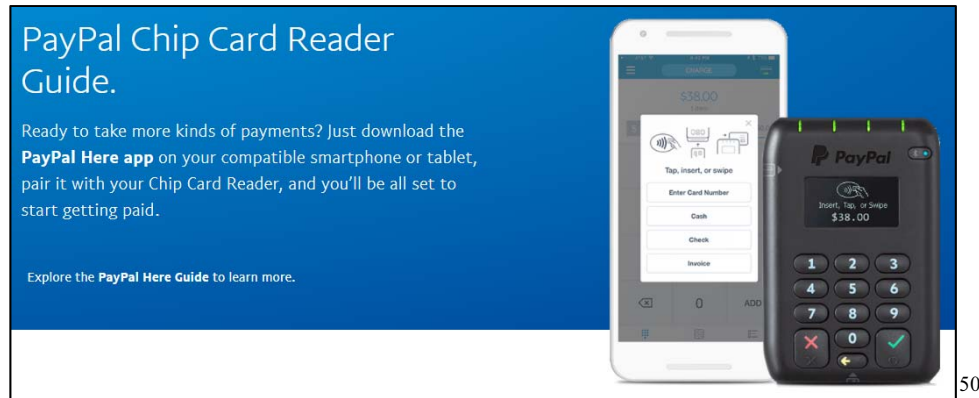 PayPal Chip Card Reader
Guide.
Ready to take more kinds of payments? Just download the
PayPal Here app on your compatible smartphone or tablet,
pair it with your Chip Card Reader, and you'll be all set to
start getting paid.
Explore the PayPal Here Guide to learn more.
CHARGE
$38.00
Tap, insert, or swipe
Enter Card Number
Cash
Check
Invoice
0 ADD
PayPal
Insert, Tap, or Swipe
$38.00
1 2 3
4 5 6
7 8 9
0
50